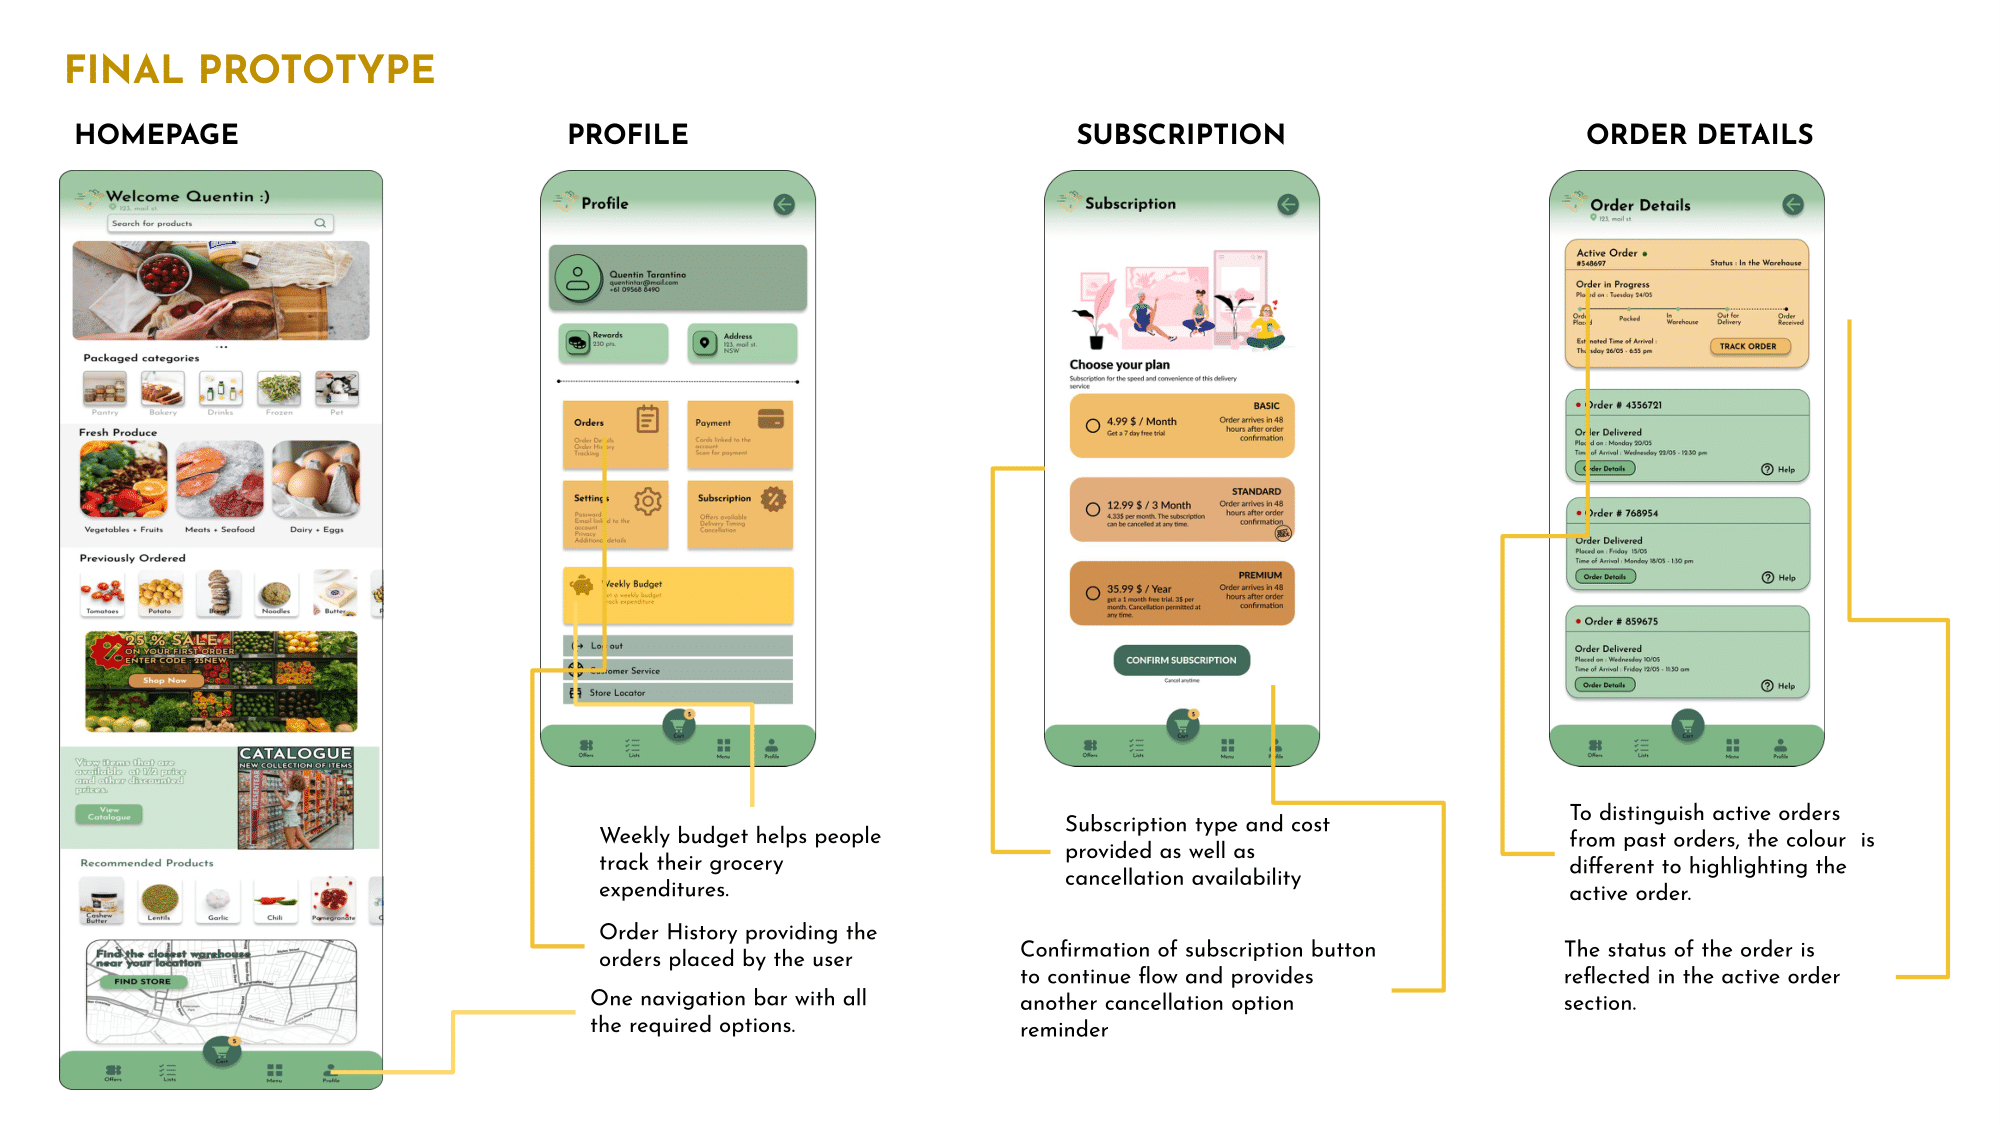 FINAL PROTOTYPE
HOMEPAGE
Welcome Quentin :)
123, mail st.
Search for products
Packaged categories
Pantry
Bakery
Drinks
Frozen
Pet
Fresh Produce
Vegetables + Fruits
Meats + Seafood
Dairy + Eggs
Previously Ordered
Tomatoes
Potato
Bread
Noodles
Butter
25 % SALE
ON YOUR FIRST ORDER
ENTER CODE : 25NEW
Shop Now
View items that are
available at 1/2 price
and other discounted
prices.
View
Catalogue
CATALOGUE
NEW COLLECTION OF ITEMS
Recommended Products
Cashew
Butter
Lentils
Garlic
Chili
Pomegranate
Find the closest warehouse
near your location
FIND STORE
5
Cart
Offers
Lists
Menu
Profile
PROFILE
Profile
Quentin Tarantino
quentintar@mail.com
+61 09568 8490
Rewards
230 pts.
Address
123, mail st.
NSW
Orders
Order Details
Order History
Tracking
Payment
Cards linked to the
account
Scan for payment
Settings
Password
Email linked to the
account
Privacy
Additional details
Subscription
Offers available
Delivery Timing
Cancellation
Weekly Budget
Set a weekly budget
Track expenditure
Log out
Customer Service
Store Locator
5
Cart
Offers
Lists
Menu
Profile
Weekly budget helps people
track their grocery
expenditures.
Order History providing the
orders placed by the user
One navigation bar with all
the required options.
SUBSCRIPTION
Subscription
Choose your plan
Subscription for the speed and convenience of this delivery
service
BASIC
4.99 $ / Month
Get a 7 day free trial
Order arrives in 48
hours after order
confirmation
STANDARD
12.99 $ / 3 Month
4.33$ per month. The subscription
can be cancelled at any time.
Order arrives in 48
hours after order
confirmation
PREMIUM
35.99 $ / Year
get a 1 month free trial. 3$ per
month. Cancellation permitted at
any time.
Order arrives in 48
hours after order
confirmation
CONFIRM SUBSCRIPTION
Cancel anytime
5
Cart
Offers
Lists
Menu
Profile
Subscription type and cost
provided as well as
cancellation availability
Confirmation of subscription button
to continue flow and provides
another cancellation option
reminder
ORDER DETAILS
Order Details
123, mail st.
Active Order
#548697
Status : In the Warehouse
Order in Progress
Placed on : Tuesday 24/05
Order
Placed
Packed
In
Warehouse
Out for
Delivery
Order
Received
Estimated Time of Arrival :
Thursday 26/05 - 6:55 pm
TRACK ORDER
Order # 4356721
Order Delivered
Placed on : Monday 20/05
Time of Arrival : Wednesday 22/05 - 12:30 pm
Order Details
Help
Order # 768954
Order Delivered
Placed on : Friday 15/05
Time of Arrival : Monday 18/05 - 1:30 pm
Order Details
Help
Order # 859675
Order Delivered
Placed on : Wednesday 10/05
Time of Arrival : Friday 12/05 - 11:30 am
Order Details
Help
Cart
Offers
Lists
Menu
Profile
To distinguish active orders
from past orders, the colour  is
different to highlighting the
active order.
The status of the order is
reflected in the active order
section.